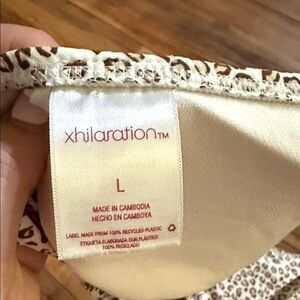 xhilaration™
L
MADE IN CAMBODIA
HECHO EN CAMBOYA
LABEL MADE FROM 100% RECYCLED PLASTIC
ETIQUETA ELABORADA CON PLÁSTICO
100% RECICLADO